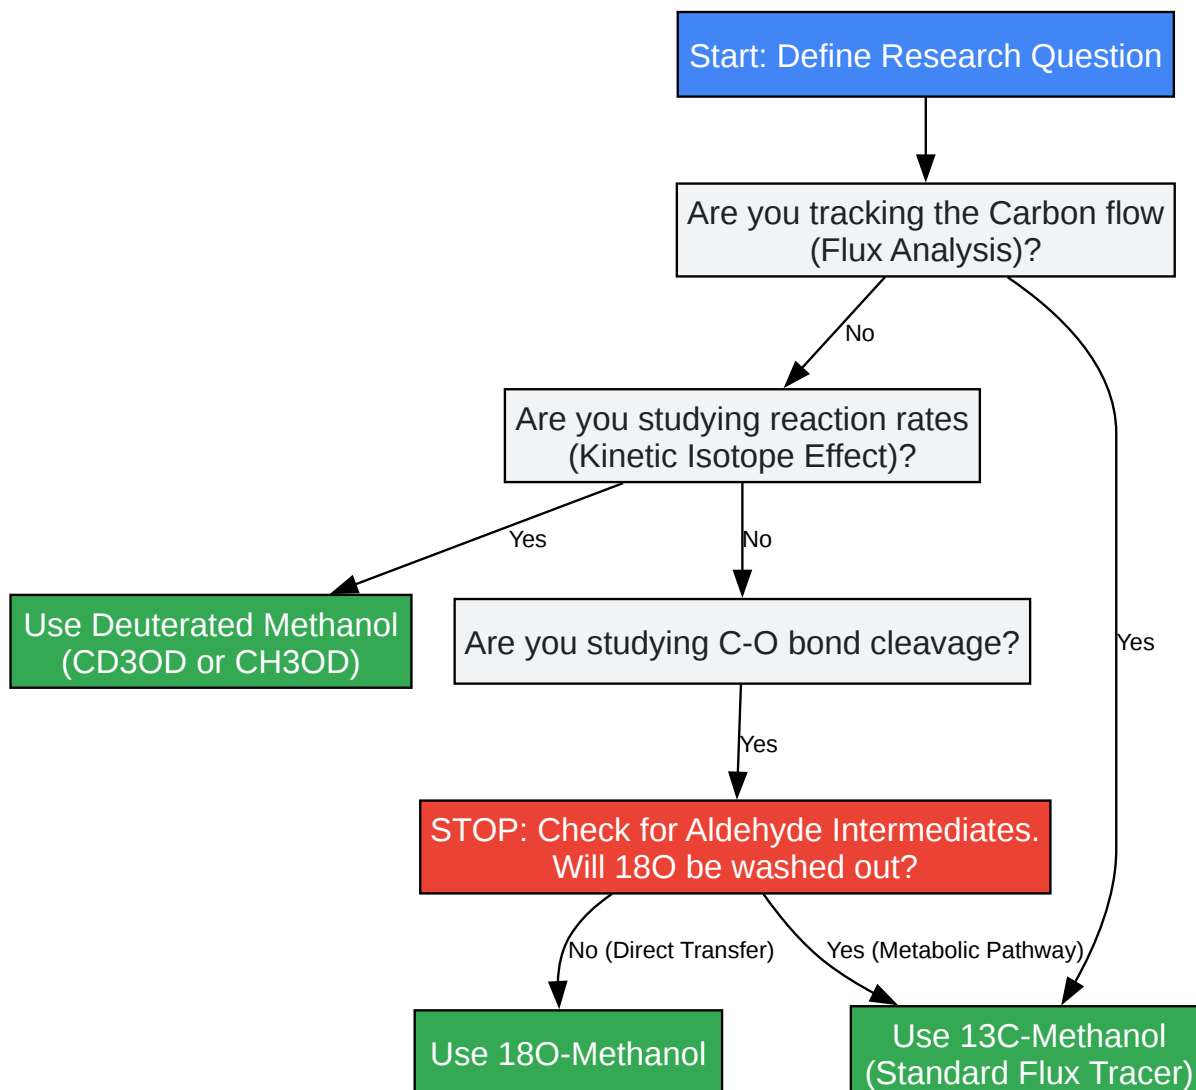 Start: Define Research Question
Are you tracking the Carbon flow
(Flux Analysis)?
No
Are you studying reaction rates
(Kinetic Isotope Effect)?
Yes
No
Use Deuterated Methanol
(CD3OD or CH3OD)
Are you studying C-O bond cleavage?
Yes
Yes
STOP: Check for Aldehyde Intermediates.
Will 18O be washed out?
No (Direct Transfer)
Yes (Metabolic Pathway)
Use 18O-Methanol
Use 13C-Methanol
(Standard Flux Tracer)